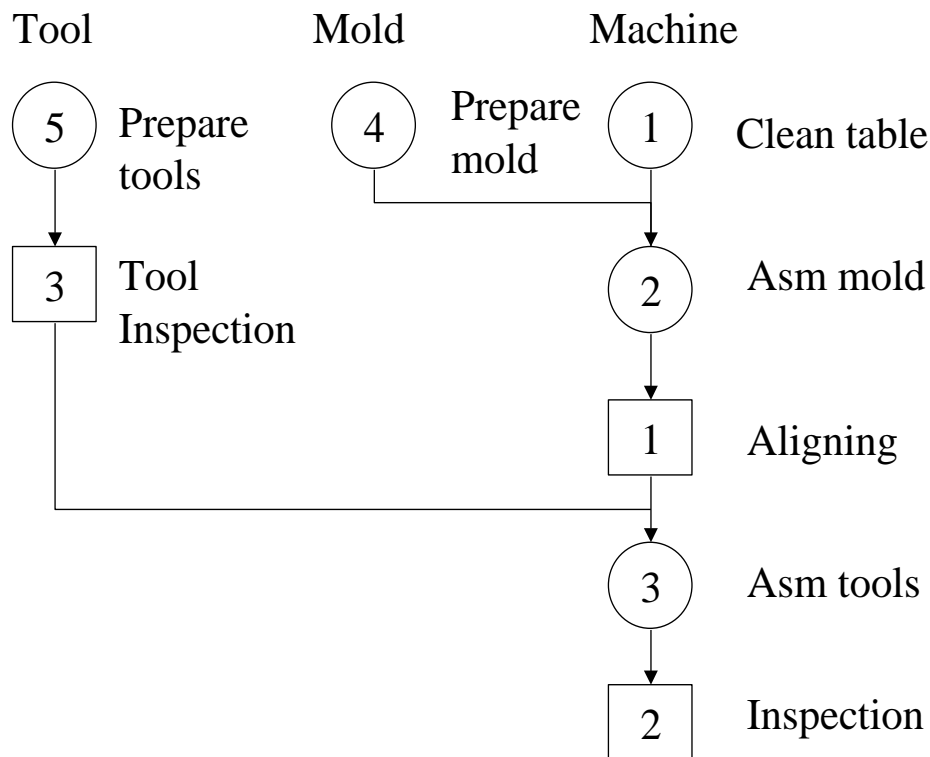 Tool
Mold
Machine
5
Prepare
tools
4
Prepare
mold
1
Clean table
3
Tool
Inspection
2
Asm mold
1
Aligning
3
Asm tools
2
Inspection